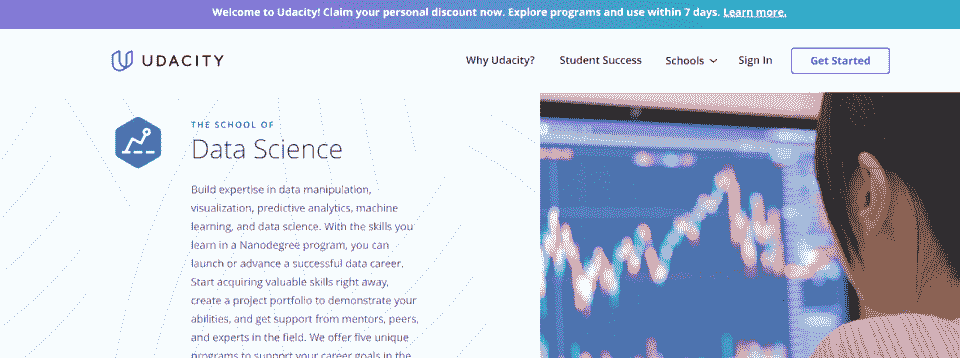 Welcome to Udacity! Claim your personal discount now. Explore programs and use within 7 days. Learn more.
UDACITY
Why Udacity?
Student Success
Schools
Sign In
Get Started
THE SCHOOL OF
Data Science
Build expertise in data manipulation,
visualization, predictive analytics, machine
learning, and data science. With the skills you
learn in a Nanodegree program, you can
launch or advance a successful data career.
Start acquiring valuable skills right away,
create a project portfolio to demonstrate your
abilities, and get support from mentors, peers,
and experts in the field. We offer five unique
programs to support your career goals in the